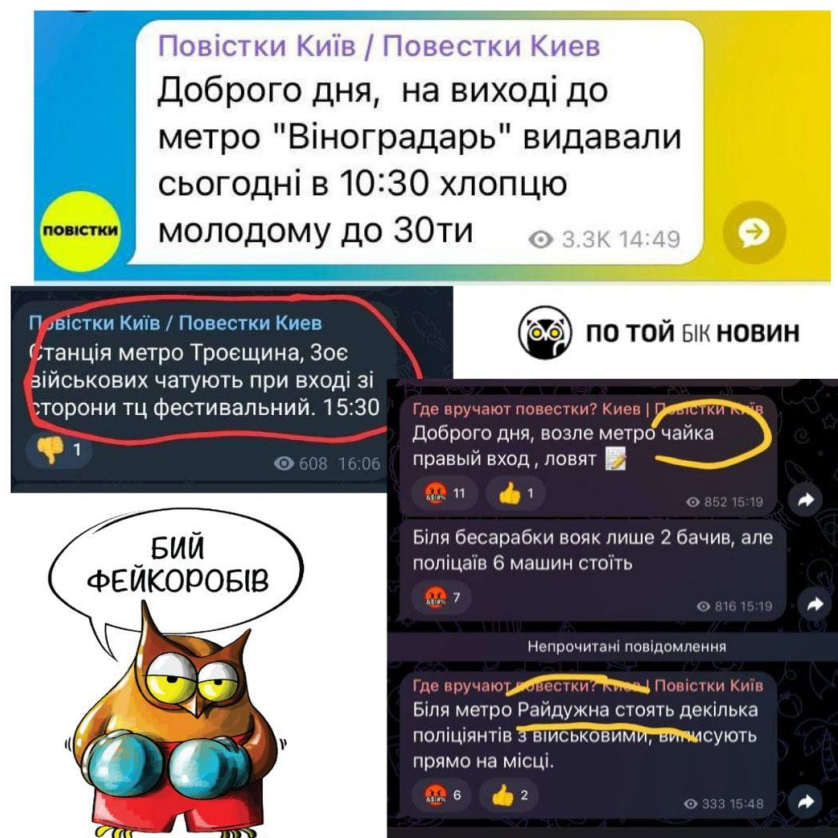 Повістки Київ / Повестки Киев
Доброго дня, на виході до
метро "Віноградарь" видавали
сьогодні в 10:30 хлопцю
молодому до 30ти
3.3K 14:49
ПОВІСТКИ
Повістки Київ / Повестки Киев
Станція метро Троєщина, 3оє
військових чатують при вході зі
сторони тц фестивальний. 15:30
1
608 16:06
ПО ТОЙ БІК НОВИН
Где вручают повестки? Киев | Повістки Київ
Доброго дня, возле метро чайка
правый вход , ловят
11
1
852 15:19
Біля бесарабки вояк лише 2 бачив, але
поліцаїв 6 машин стоїть
7
816 15:19
Непрочитані повідомлення
Где вручают повестки? Киев | Повістки Київ
Біля метро Райдужна стоять декілька
поліціянтів з військовими, виписують
прямо на місці.
6
2
333 15:48
БИЙ
ФЕЙКОРОБІВ